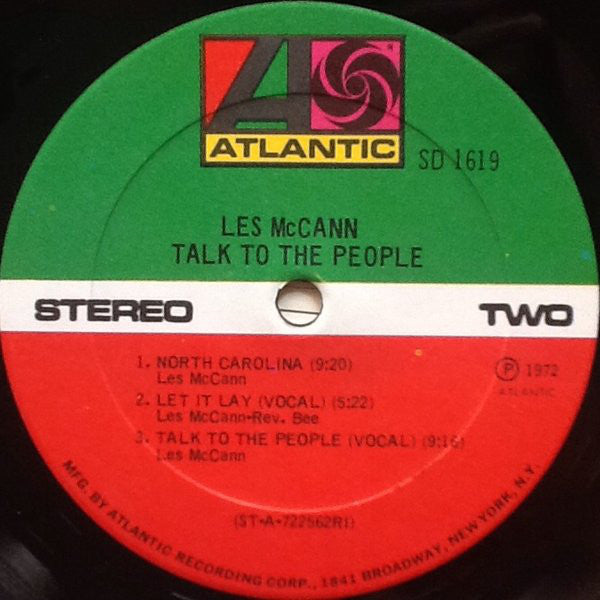 ATLANTIC
SD 1619
LES McCANN
TALK TO THE PEOPLE
STEREO
TWO
1. NORTH CAROLINA (9:20)
Les McCann
2. LET IT LAY (VOCAL) (5:22)
Les McCann-Rev. Bee
3. TALK TO THE PEOPLE (VOCAL) (9:16)
Les McCann
Ⓟ 1972
ATLANTIC
(ST-A-722562RI)
MFG. BY ATLANTIC RECORDING CORP., 1841 BROADWAY, NEW YORK, N.Y.